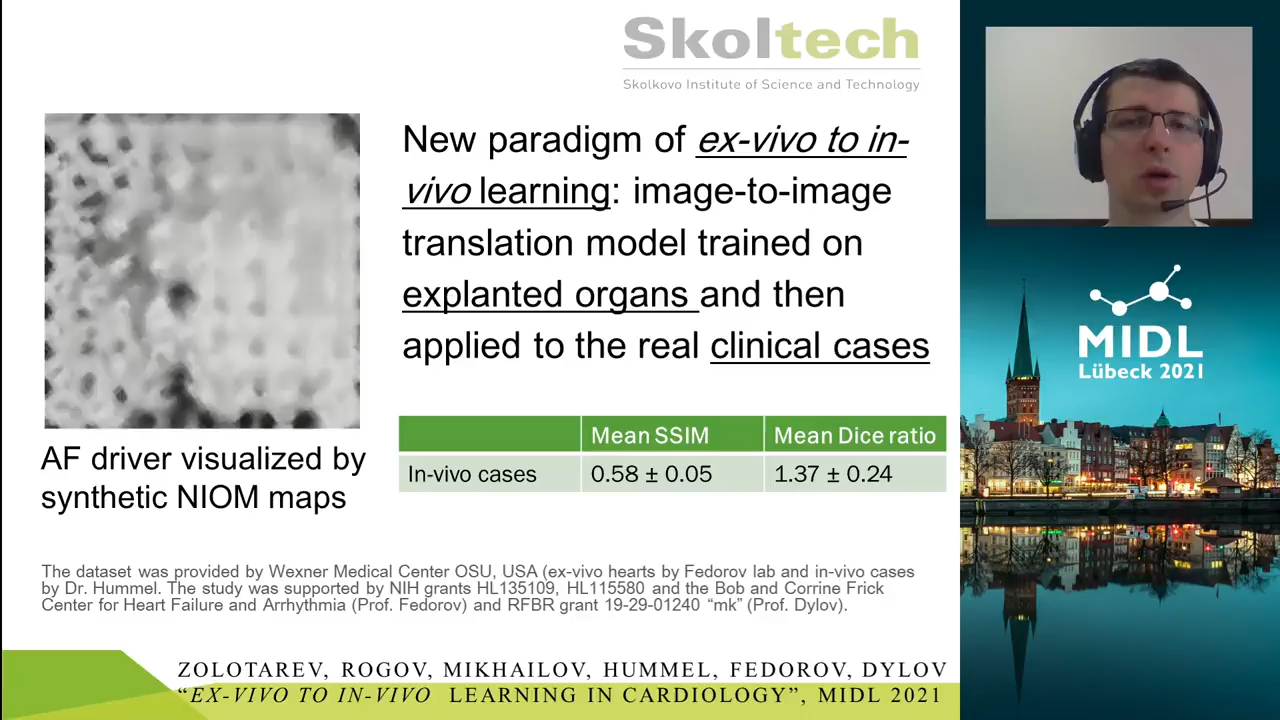 Skoltech
Skolkovo Institute of Science and Technology
New paradigm of ex-vivo to in-
vivo learning: image-to-image
translation model trained on
explanted organs and then
applied to the real clinical cases
Mean SSIM Mean Dice ratio
In-vivo cases 0.58 ± 0.05 1.37 ± 0.24
AF driver visualized by
synthetic NIOM maps
The dataset was provided by Wexner Medical Center OSU, USA (ex-vivo hearts by Fedorov lab and in-vivo cases
by Dr. Hummel. The study was supported by NIH grants HL135109, HL115580 and the Bob and Corrine Frick
Center for Heart Failure and Arrhythmia (Prof. Fedorov) and RFBR grant 19-29-01240 “mk” (Prof. Dylov).
ZOLOTAREV, ROGOV, MIKHAILOV, HUMMEL, FEDOROV, DYLOV
“EX-VIVO TO IN-VIVO LEARNING IN CARDIOLOGY”, MIDL 2021
MIDL
Lübeck 2021